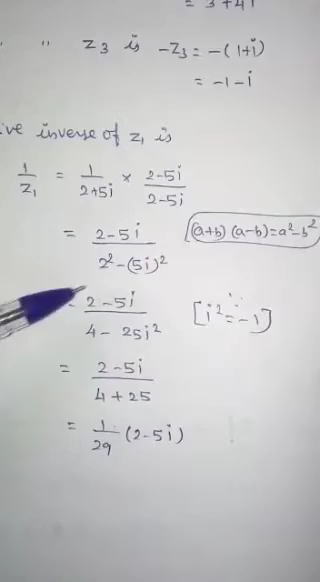 = 3+4i
" " Z3 is -Z3 = -(1+i)
= -1-i
ive inverse of z1 is
1/Z1 = 1/2+5i × 2-5i/2-5i
= 2-5i/2²-(5i)² (a+b)(a-b)=a²-b²
2-5i/4-25i² [∵ i²=-1]
= 2-5i/4+25
= 1/29 (2-5i)